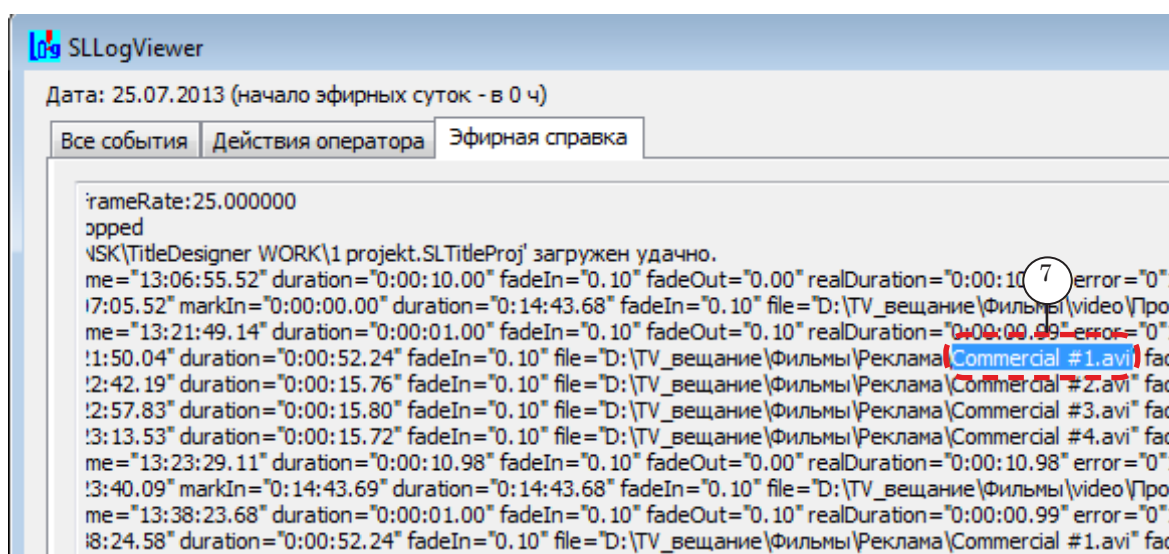 SLLogViewer
Дата: 25.07.2013 (начало эфирных суток - в 0 ч)
Все события Действия оператора Эфирная справка
rameRate:25.000000
opped
NSK\TitleDesigner WORK\1 projekt.SLTitleProj' загружен удачно.
me="13:06:55.52" duration="0:00:10.00" fadeIn="0.10" fadeOut="0.00" realDuration="0:00:10 error="0"
7
)7:05.52" markIn="0:00:00.00" duration="0:14:43.68" fadeIn="0.10" file="D:\TV_вещание\Фильмы\video\Про
me="13:21:49.14" duration="0:00:01.00" fadeIn="0.10" fadeOut="0.10" realDuration="0:00:00.99" error="0"
21:50.04" duration="0:00:52.24" fadeIn="0.10" file="D:\TV_вещание\Фильмы\Реклама\Commercial #1.avi" fad
22:42.19" duration="0:00:15.76" fadeIn="0.10" file="D:\TV_вещание\Фильмы\Реклама\Commercial #2.avi" fad
22:57.83" duration="0:00:15.80" fadeIn="0.10" file="D:\TV_вещание\Фильмы\Реклама\Commercial #3.avi" fad
23:13.53" duration="0:00:15.72" fadeIn="0.10" file="D:\TV_вещание\Фильмы\Реклама\Commercial #4.avi" fad
me="13:23:29.11" duration="0:00:10.98" fadeIn="0.10" fadeOut="0.00" realDuration="0:00:10.98" error="0"
23:40.09" markIn="0:14:43.69" duration="0:14:43.68" fadeIn="0.10" file="D:\TV_вещание\Фильмы\video\Про
me="13:38:23.68" duration="0:00:01.00" fadeIn="0.10" fadeOut="0.10" realDuration="0:00:00.99" error="0"
38:24.58" duration="0:00:52.24" fadeIn="0.10" file="D:\TV_вещание\Фильмы\Реклама\Commercial #1.avi" fad